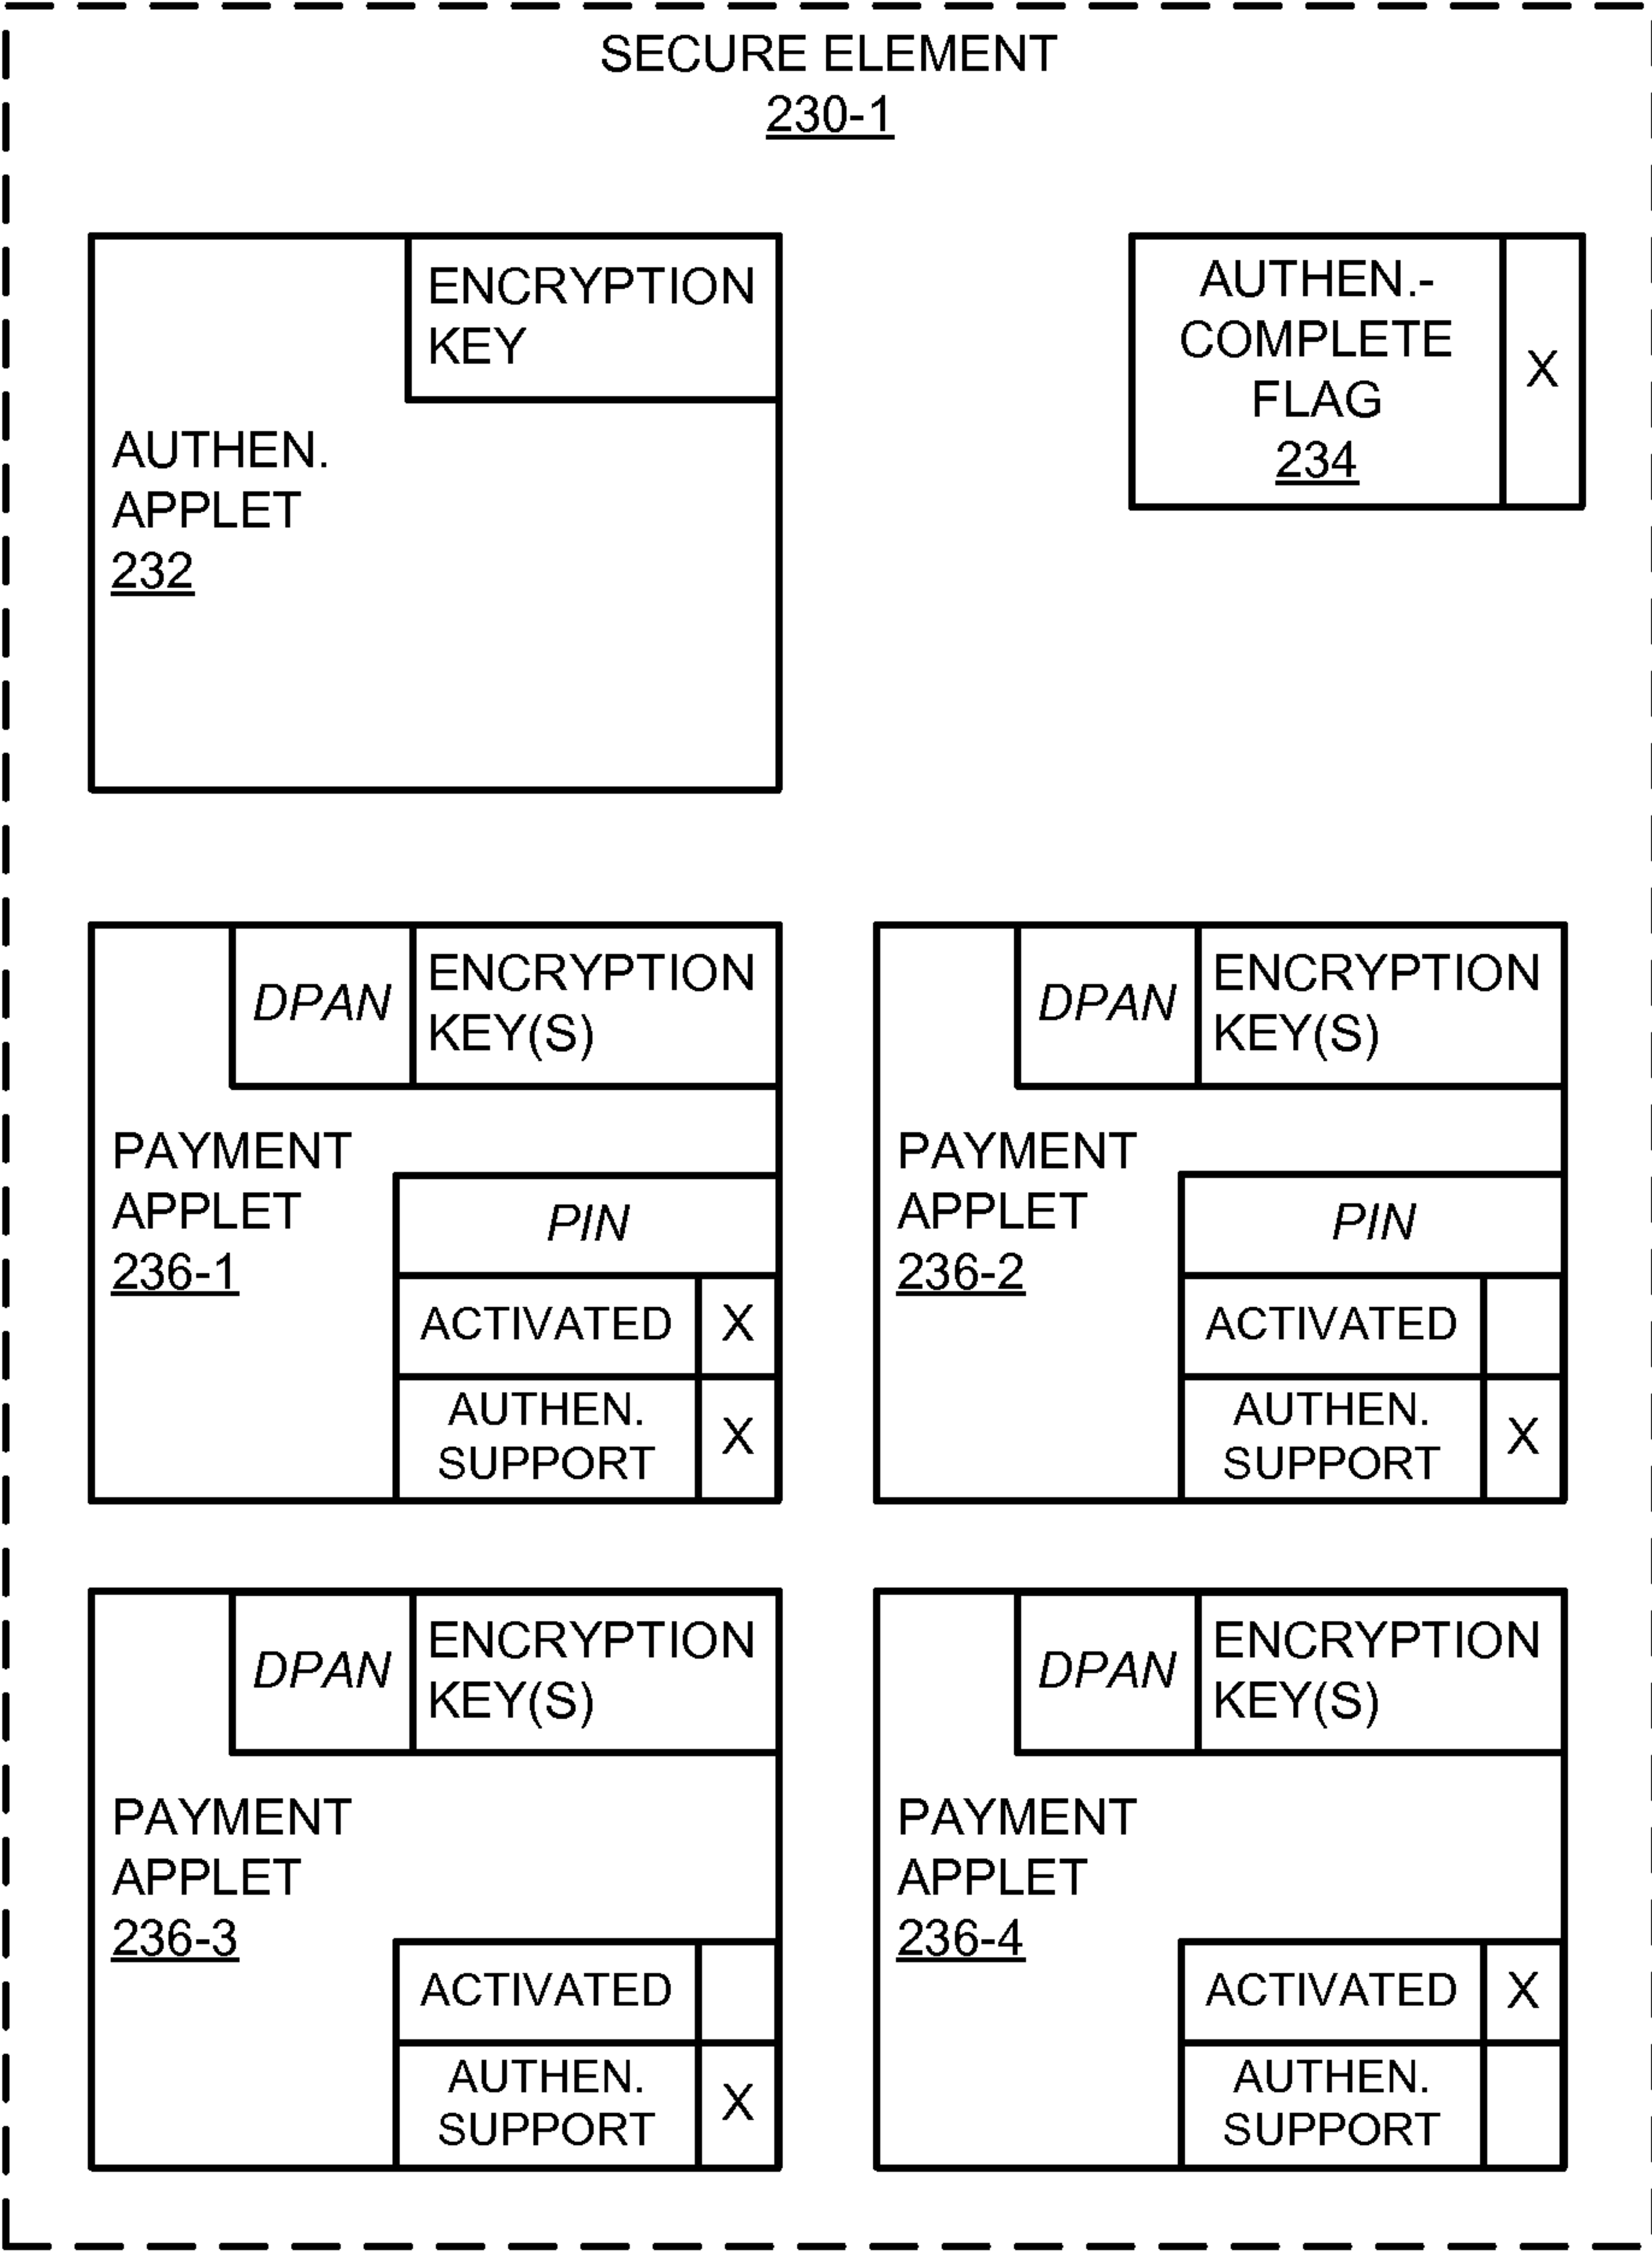 SECURE ELEMENT
230-1
ENCRYPTION
KEY
AUTHEN.
APPLET
232
AUTHEN.-
COMPLETE
FLAG
234
X
DPAN
ENCRYPTION
KEY(S)
PAYMENT
APPLET
236-1
PIN
ACTIVATED
X
AUTHEN.
SUPPORT
X
DPAN
ENCRYPTION
KEY(S)
PAYMENT
APPLET
236-2
PIN
ACTIVATED
AUTHEN.
SUPPORT
X
DPAN
ENCRYPTION
KEY(S)
PAYMENT
APPLET
236-3
ACTIVATED
AUTHEN.
SUPPORT
X
DPAN
ENCRYPTION
KEY(S)
PAYMENT
APPLET
236-4
ACTIVATED
X
AUTHEN.
SUPPORT